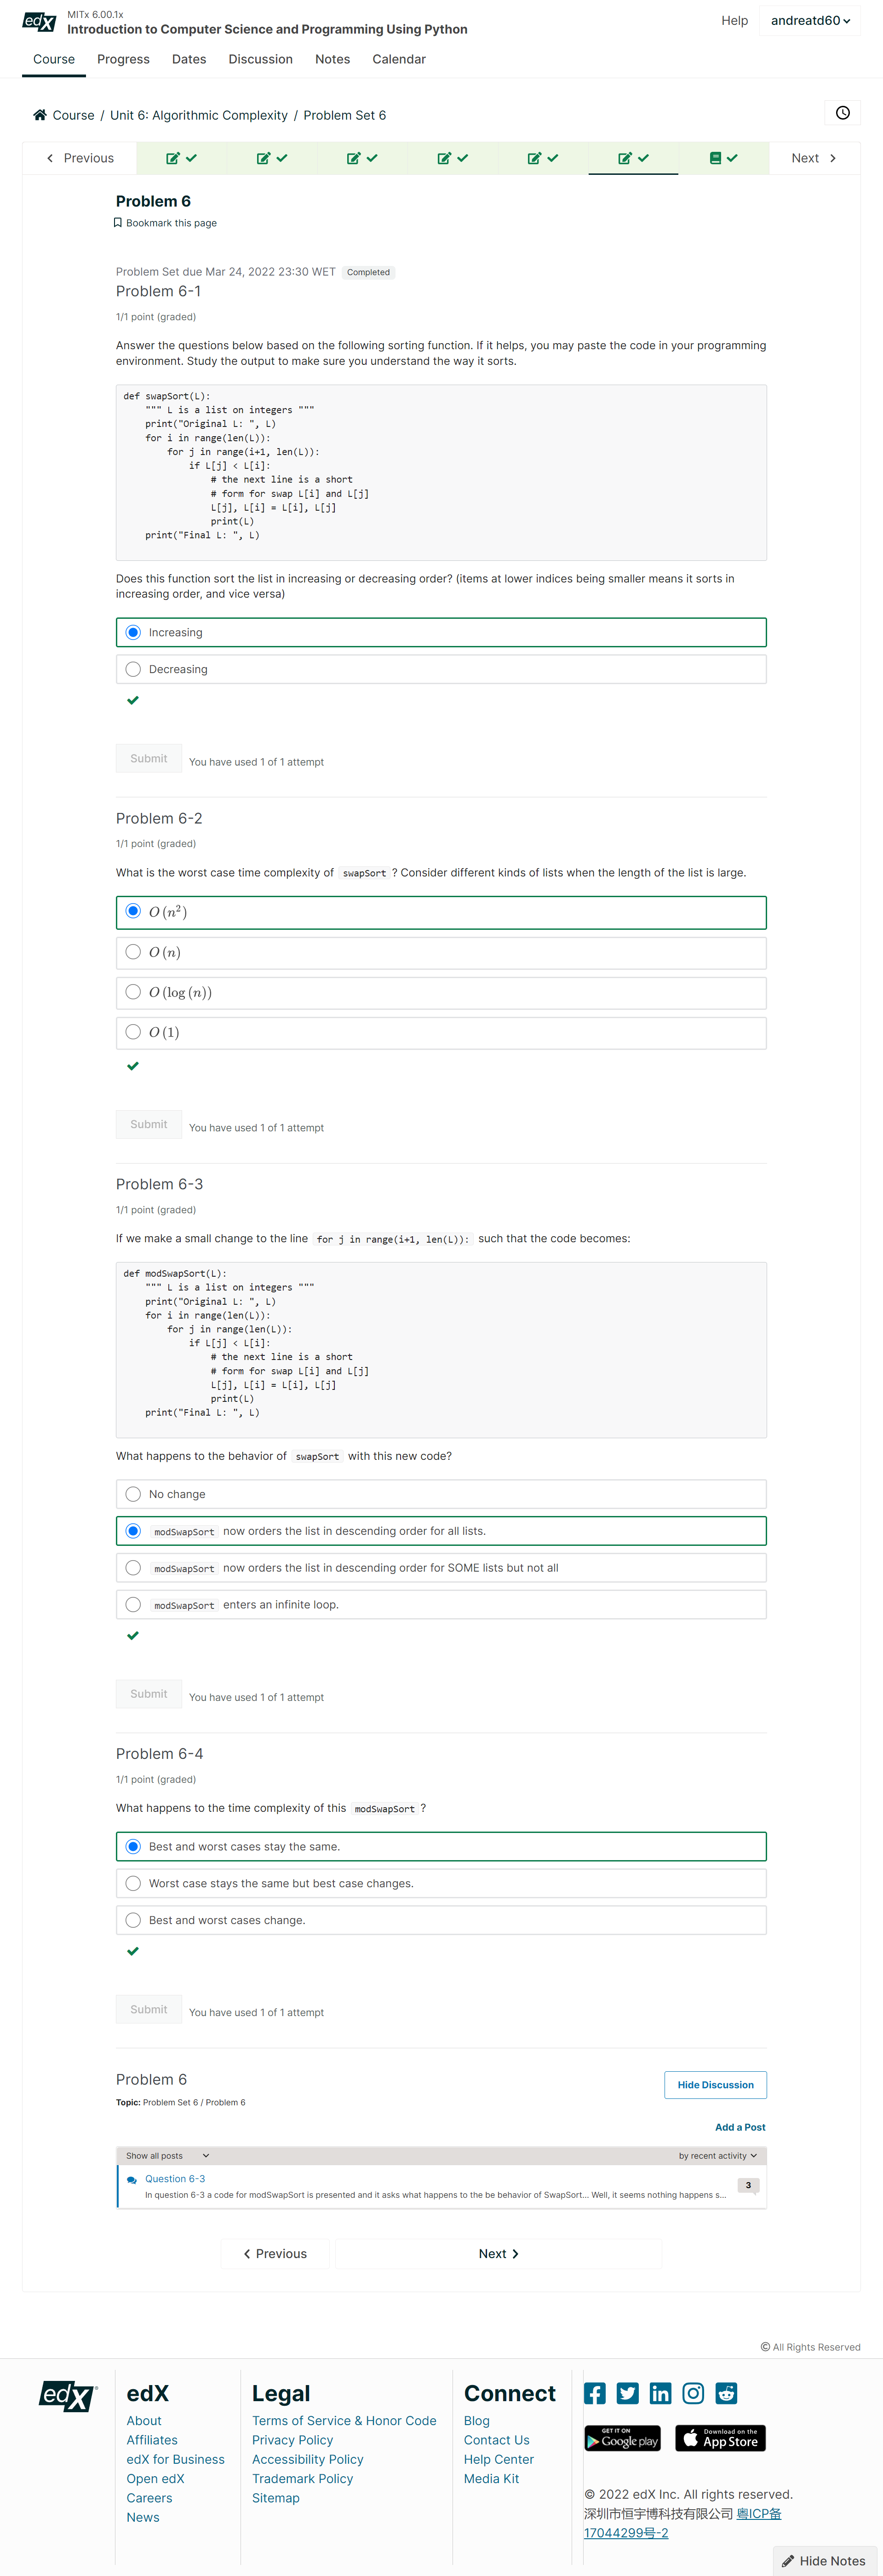 edX
MITx 6.00.1x
Introduction to Computer Science and Programming Using Python
Help
andreatd60
Course Progress Dates Discussion Notes Calendar
Course / Unit 6: Algorithmic Complexity / Problem Set 6
Previous
Next
Problem 6
Bookmark this page
Problem Set due Mar 24, 2022 23:30 WET Completed
Problem 6-1
1/1 point (graded)
Answer the questions below based on the following sorting function. If it helps, you may paste the code in your programming
environment. Study the output to make sure you understand the way it sorts.
def swapSort(L):
    """ L is a list on integers """
    print("Original L: ", L)
    for i in range(len(L)):
        for j in range(i+1, len(L)):
            if L[j] < L[i]:
                # the next line is a short
                # form for swap L[i] and L[j]
                L[j], L[i] = L[i], L[j]
                print(L)
    print("Final L: ", L)
Does this function sort the list in increasing or decreasing order? (items at lower indices being smaller means it sorts in
increasing order, and vice versa)
Increasing
Decreasing
Submit You have used 1 of 1 attempt
Problem 6-2
1/1 point (graded)
What is the worst case time complexity of swapSort ? Consider different kinds of lists when the length of the list is large.
O (n²)
O (n)
O (log (n))
O (1)
Submit You have used 1 of 1 attempt
Problem 6-3
1/1 point (graded)
If we make a small change to the line for j in range(i+1, len(L)): such that the code becomes:
def modSwapSort(L):
    """ L is a list on integers """
    print("Original L: ", L)
    for i in range(len(L)):
        for j in range(len(L)):
            if L[j] < L[i]:
                # the next line is a short
                # form for swap L[i] and L[j]
                L[j], L[i] = L[i], L[j]
                print(L)
    print("Final L: ", L)
What happens to the behavior of swapSort with this new code?
No change
modSwapSort now orders the list in descending order for all lists.
modSwapSort now orders the list in descending order for SOME lists but not all
modSwapSort enters an infinite loop.
Submit You have used 1 of 1 attempt
Problem 6-4
1/1 point (graded)
What happens to the time complexity of this modSwapSort ?
Best and worst cases stay the same.
Worst case stays the same but best case changes.
Best and worst cases change.
Submit You have used 1 of 1 attempt
Problem 6
Hide Discussion
Topic: Problem Set 6 / Problem 6
Add a Post
Show all posts by recent activity
Question 6-3
In question 6-3 a code for modSwapSort is presented and it asks what happens to the be behavior of SwapSort... Well, it seems nothing happens s...
3
Previous Next
© All Rights Reserved
edX
edX
About
Affiliates
edX for Business
Open edX
Careers
News
Legal
Terms of Service & Honor Code
Privacy Policy
Accessibility Policy
Trademark Policy
Sitemap
Connect
Blog
Contact Us
Help Center
Media Kit
GET IT ON
Google play
Download on the
App Store
© 2022 edX Inc. All rights reserved.
深圳市恒宇博科技有限公司 粤ICP备
17044299号-2
Hide Notes